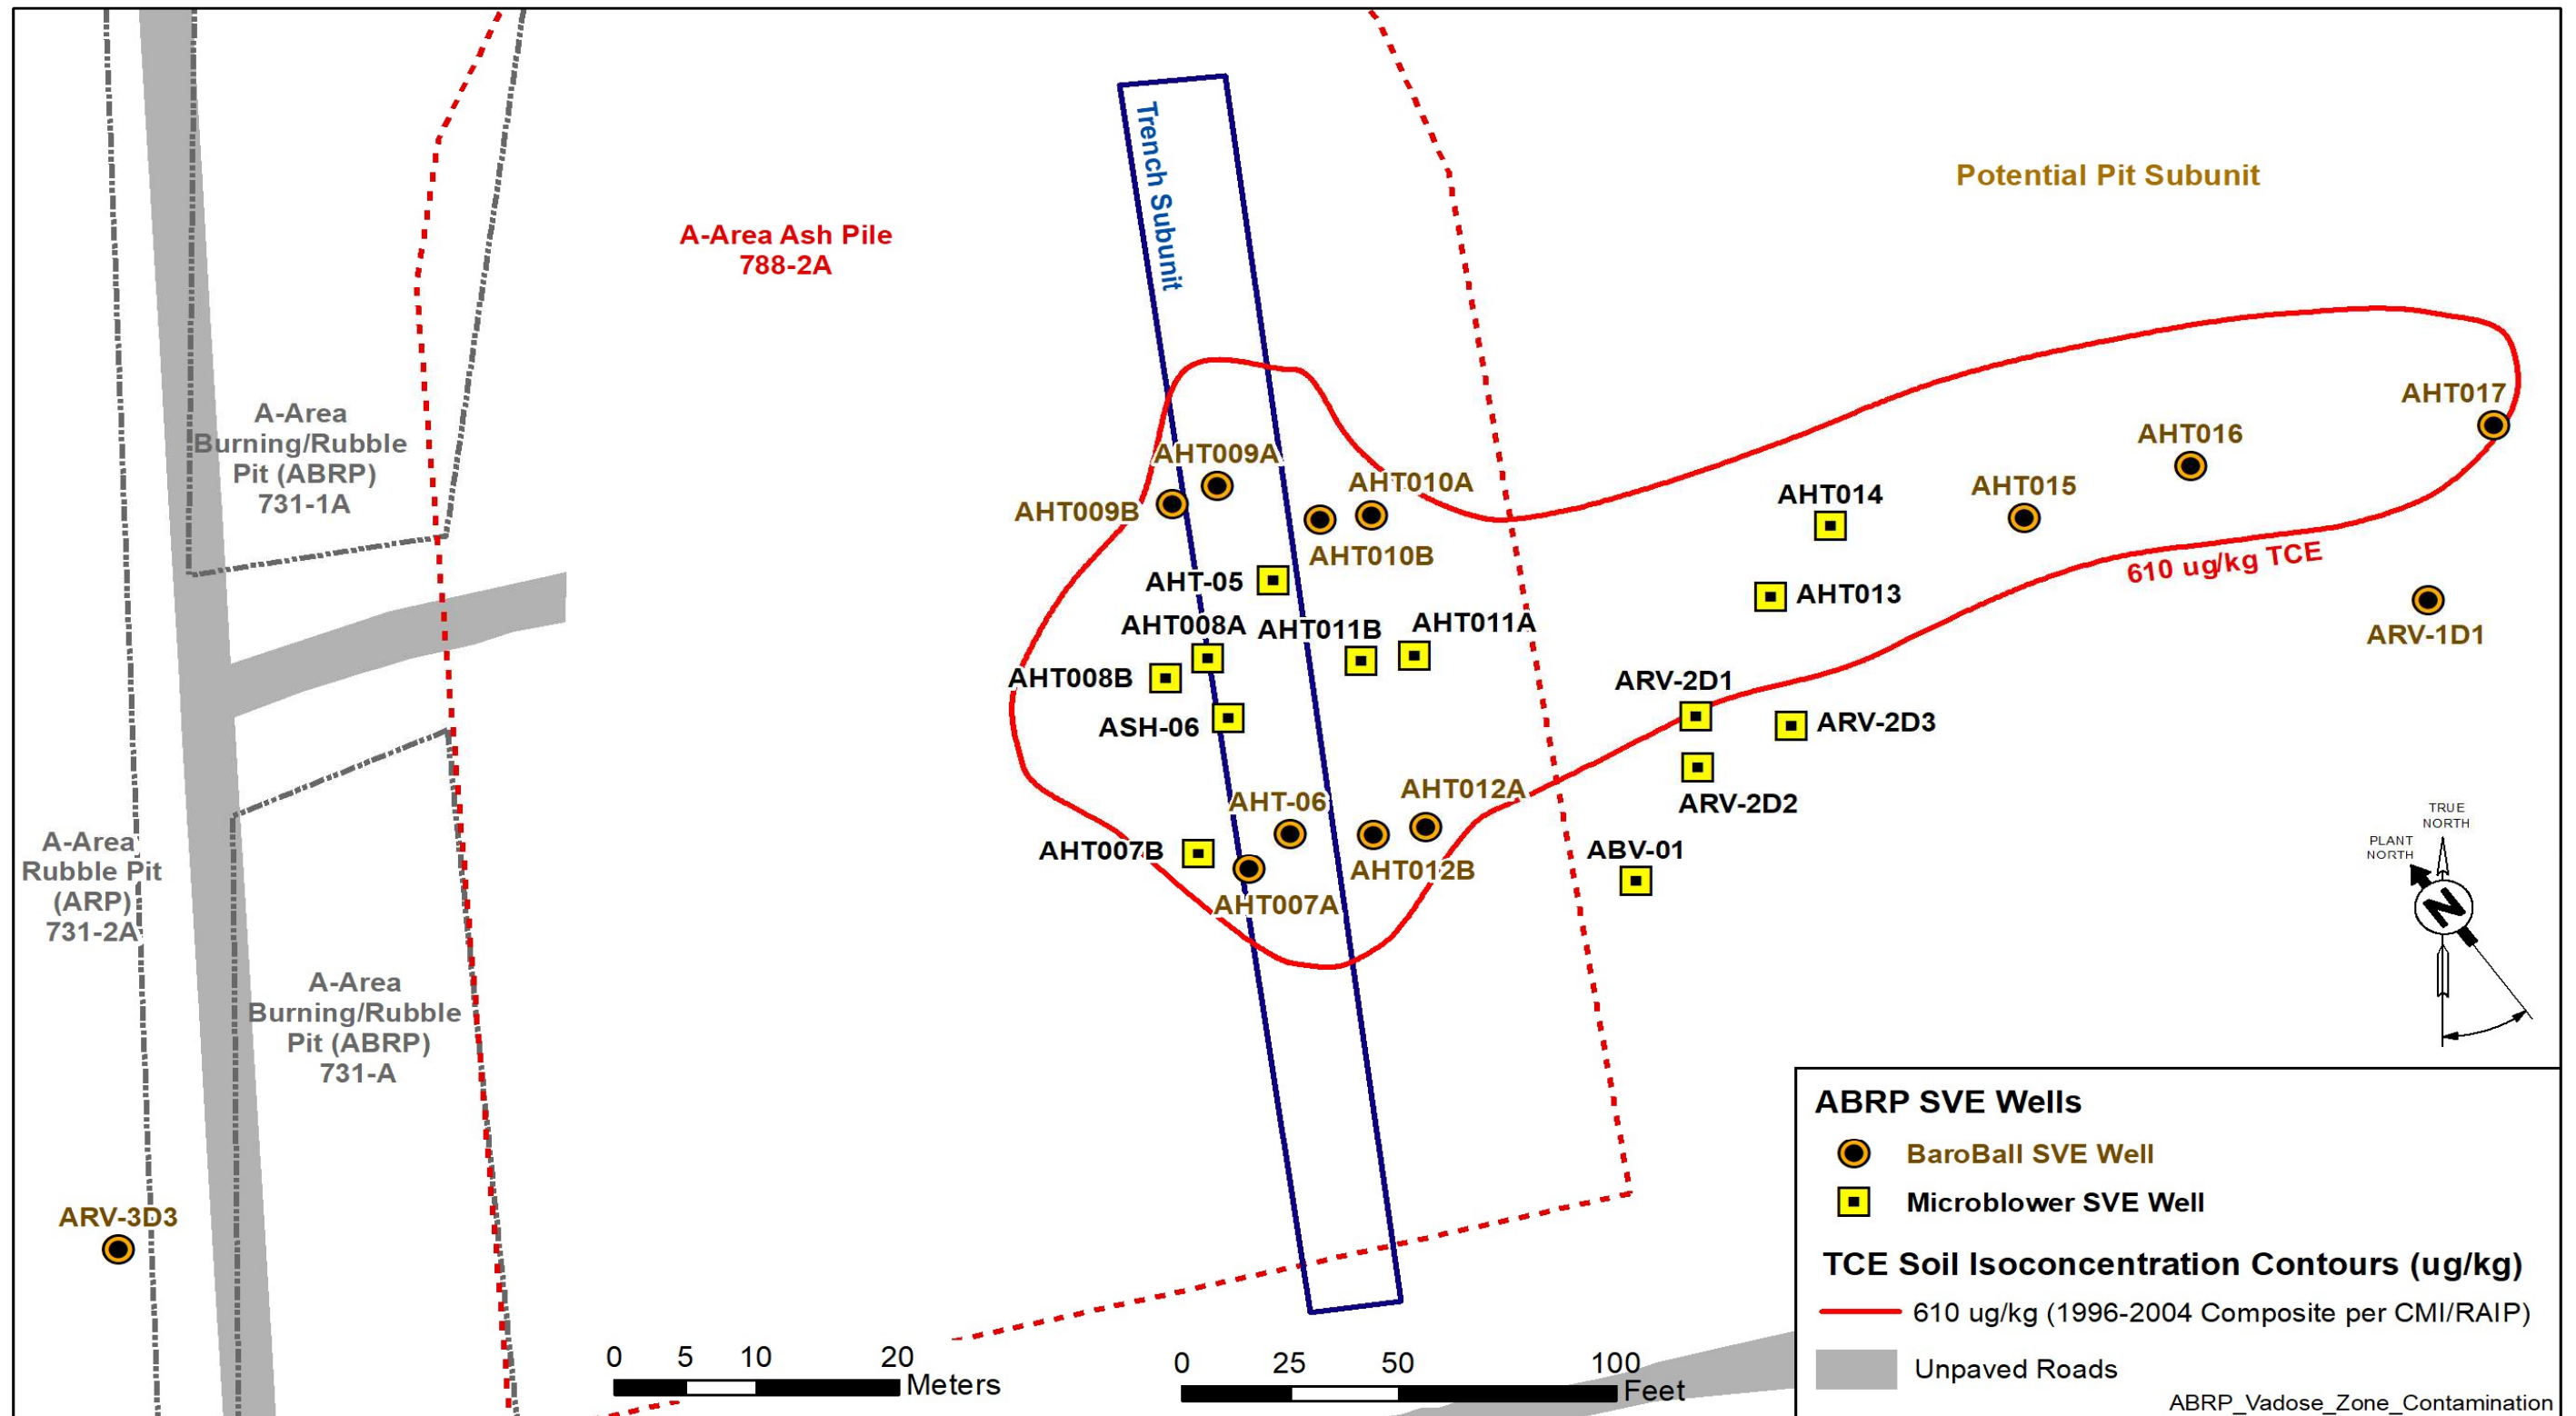 Trench Subunit
Potential Pit Subunit
A-Area Ash Pile
788-2A
A-Area
Burning/Rubble
Pit (ABRP)
731-1A
AHT017
AHT016
AHT015
AHT014
AHT013
AHT009A
AHT009B
AHT010A
AHT010B
AHT-05
AHT008A
AHT011B
AHT011A
AHT008B
ASH-06
610 ug/kg TCE
ARV-1D1
ARV-2D1
ARV-2D3
ARV-2D2
AHT-06
AHT012A
AHT007B
AHT012B
AHT007A
ABV-01
A-Area
Rubble Pit
(ARP)
731-2A
A-Area
Burning/Rubble
Pit (ABRP)
731-A
ARV-3D3
TRUE
NORTH
PLANT
NORTH
N
0 5 10 20
Meters
0 25 50 100
Feet
ABRP SVE Wells
BaroBall SVE Well
Microblower SVE Well
TCE Soil Isoconcentration Contours (ug/kg)
610 ug/kg (1996-2004 Composite per CMI/RAIP)
Unpaved Roads
ABRP_Vadose_Zone_Contamination